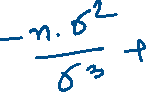 -n.σ² / σ³ +